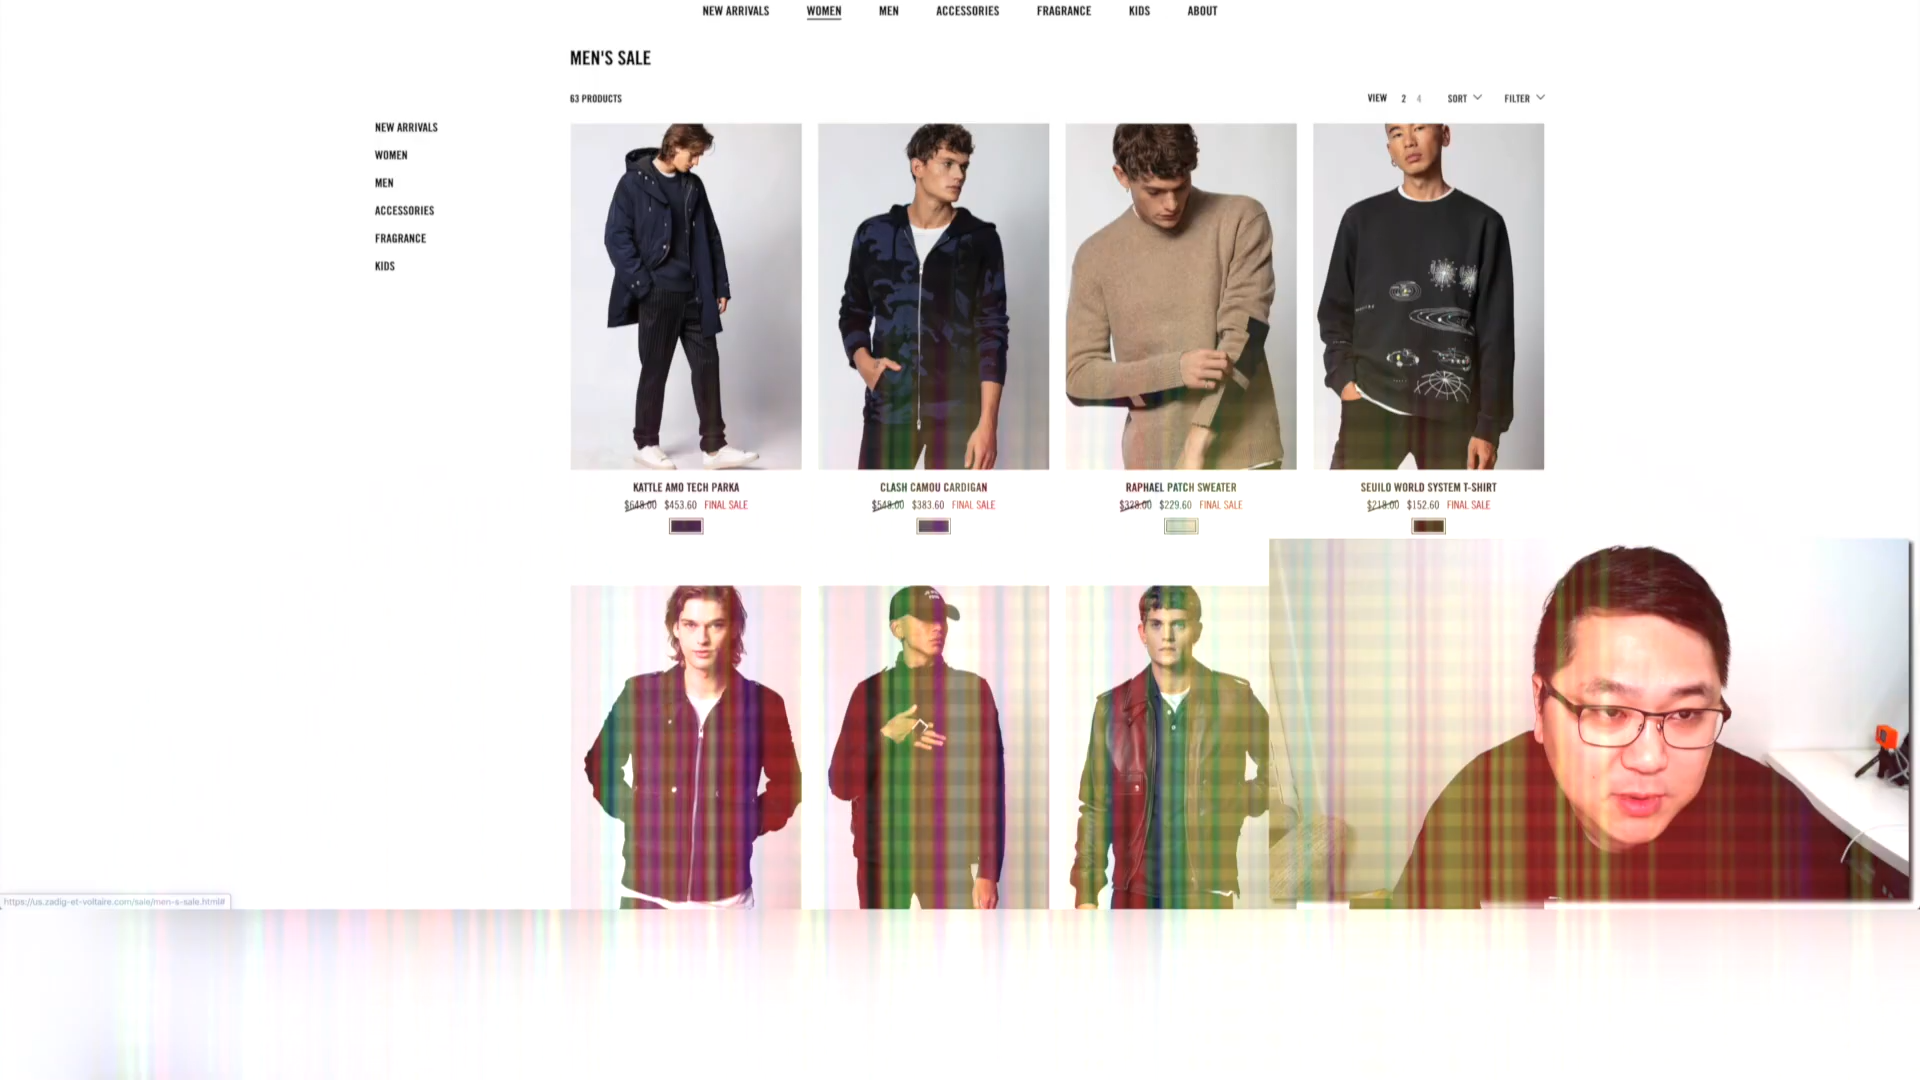 NEW ARRIVALS WOMEN MEN ACCESSORIES FRAGRANCE KIDS ABOUT
MEN'S SALE
63 PRODUCTS
VIEW 2 4 SORT FILTER
NEW ARRIVALS
WOMEN
MEN
ACCESSORIES
FRAGRANCE
KIDS
KATTLE AMO TECH PARKA
$648.00 $453.60 FINAL SALE
CLASH CAMOU CARDIGAN
$548.00 $383.60 FINAL SALE
RAPHAEL PATCH SWEATER
$328.00 $229.60 FINAL SALE
SEUILO WORLD SYSTEM T-SHIRT
$218.00 $152.60 FINAL SALE
https://us.zadig-et-voltaire.com/sale/men-s-sale.html#